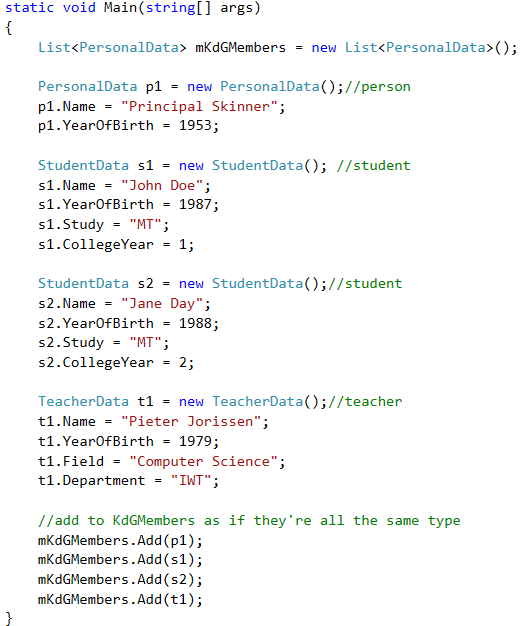 static void Main(string[] args)
{
    List<PersonalData> mKdGMembers = new List<PersonalData>();

    PersonalData p1 = new PersonalData();//person
    p1.Name = "Principal Skinner";
    p1.YearOfBirth = 1953;

    StudentData s1 = new StudentData(); //student
    s1.Name = "John Doe";
    s1.YearOfBirth = 1987;
    s1.Study = "MT";
    s1.CollegeYear = 1;

    StudentData s2 = new StudentData();//student
    s2.Name = "Jane Day";
    s2.YearOfBirth = 1988;
    s2.Study = "MT";
    s2.CollegeYear = 2;

    TeacherData t1 = new TeacherData();//teacher
    t1.Name = "Pieter Jorissen";
    t1.YearOfBirth = 1979;
    t1.Field = "Computer Science";
    t1.Department = "IWT";

    //add to KdGMembers as if they're all the same type
    mKdGMembers.Add(p1);
    mKdGMembers.Add(s1);
    mKdGMembers.Add(s2);
    mKdGMembers.Add(t1);
}